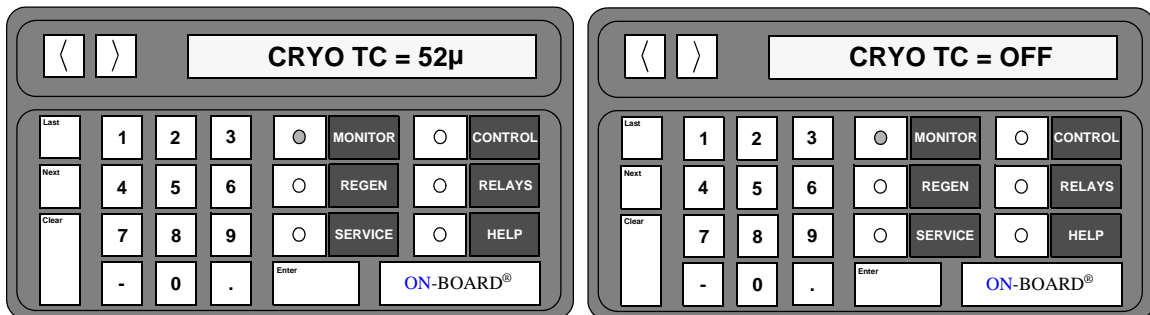 〈 〉 CRYO TC = 52µ
Last 1 2 3 MONITOR CONTROL
Next 4 5 6 REGEN RELAYS
Clear 7 8 9 SERVICE HELP
- 0 . Enter ON-BOARD®
〈 〉 CRYO TC = OFF
Last 1 2 3 MONITOR CONTROL
Next 4 5 6 REGEN RELAYS
Clear 7 8 9 SERVICE HELP
- 0 . Enter ON-BOARD®